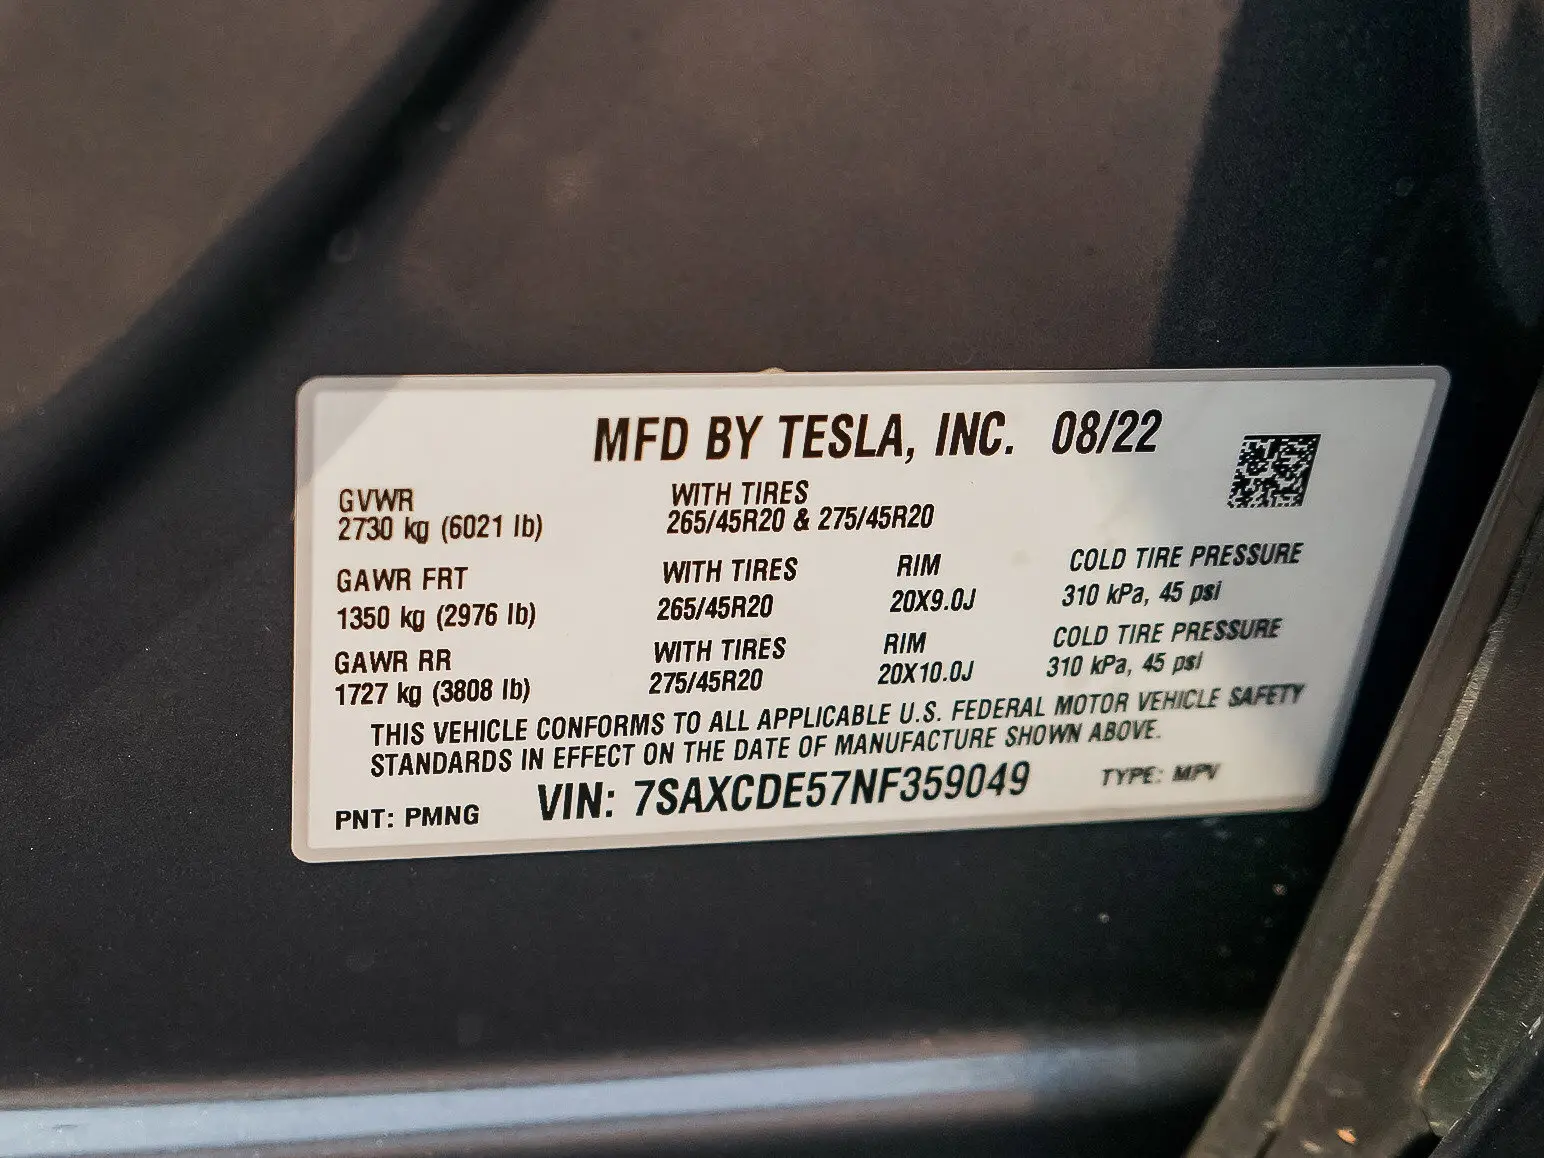 MFD BY TESLA, INC. 08/22
GVWR WITH TIRES
2730 kg (6021 lb) 265/45R20 & 275/45R20
GAWR FRT WITH TIRES RIM COLD TIRE PRESSURE
1350 kg (2976 lb) 265/45R20 20X9.0J 310 kPa, 45 psi
GAWR RR WITH TIRES RIM COLD TIRE PRESSURE
1727 kg (3808 lb) 275/45R20 20X10.0J 310 kPa, 45 psi
THIS VEHICLE CONFORMS TO ALL APPLICABLE U.S. FEDERAL MOTOR VEHICLE SAFETY
STANDARDS IN EFFECT ON THE DATE OF MANUFACTURE SHOWN ABOVE.
PNT: PMNG VIN: 7SAXCDE57NF359049 TYPE: MPV